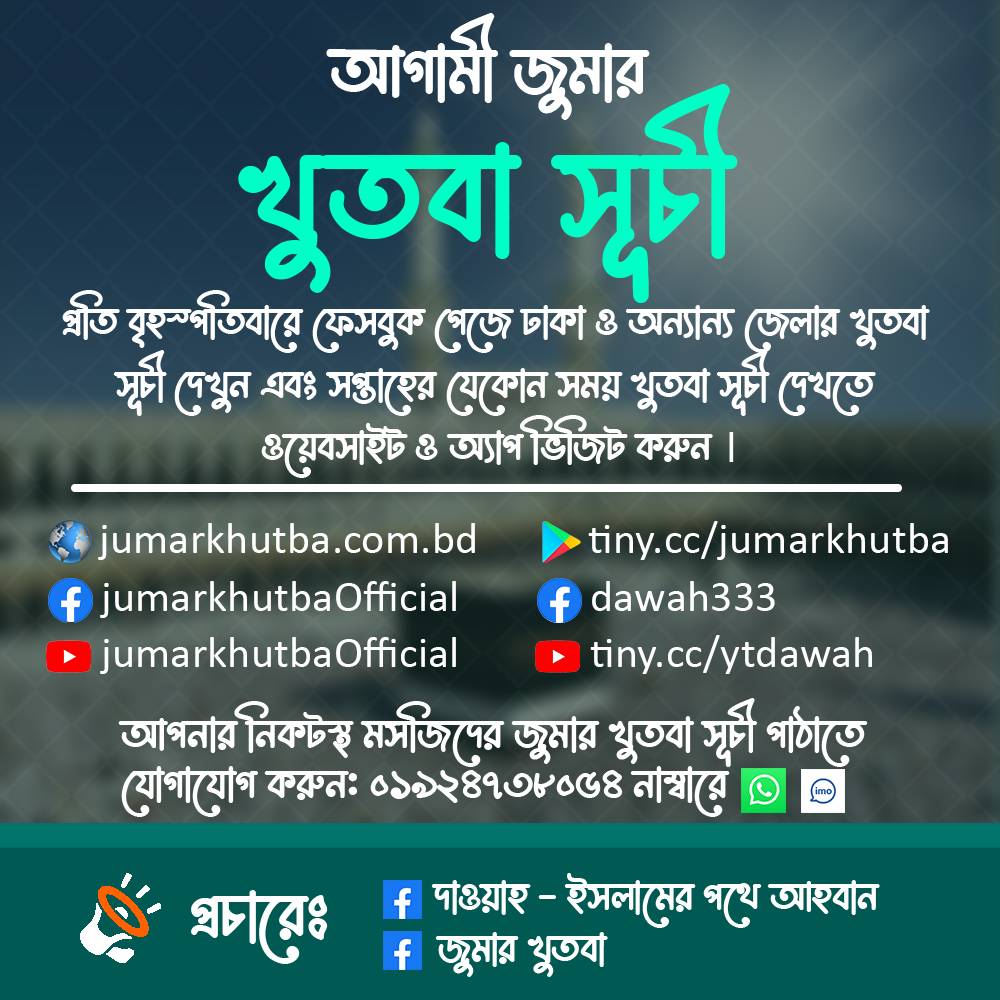 আগামী জুমার
খুতবা সূচী
প্রতি বৃহস্পতিবারে ফেসবুক পেজে ঢাকা ও অন্যান্য জেলার খুতবা
সূচী দেখুন এবং সপ্তাহের যেকোন সময় খুতবা সূচী দেখতে
ওয়েবসাইট ও অ্যাপ ভিজিট করুন ।
jumarkhutba.com.bd
tiny.cc/jumarkhutba
jumarkhutbaOfficial
dawah333
jumarkhutbaOfficial
tiny.cc/ytdawah
আপনার নিকটস্থ মসজিদের জুমার খুতবা সূচী পাঠাতে
যোগাযোগ করুন: ০১৯২৪৭৩৮০৫৪ নাম্বারে
imo
প্রচারেঃ
দাওয়াহ - ইসলামের পথে আহবান
জুমার খুতবা